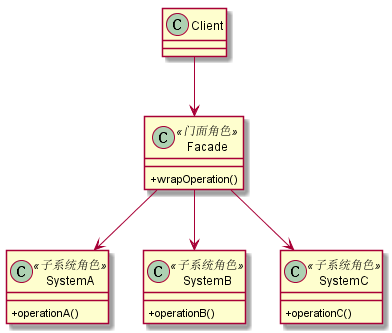 C Client
«门面角色»
C Facade
+wrapOperation()
«子系统角色»
C SystemA
+operationA()
«子系统角色»
C SystemB
+operationB()
«子系统角色»
C SystemC
+operationC()